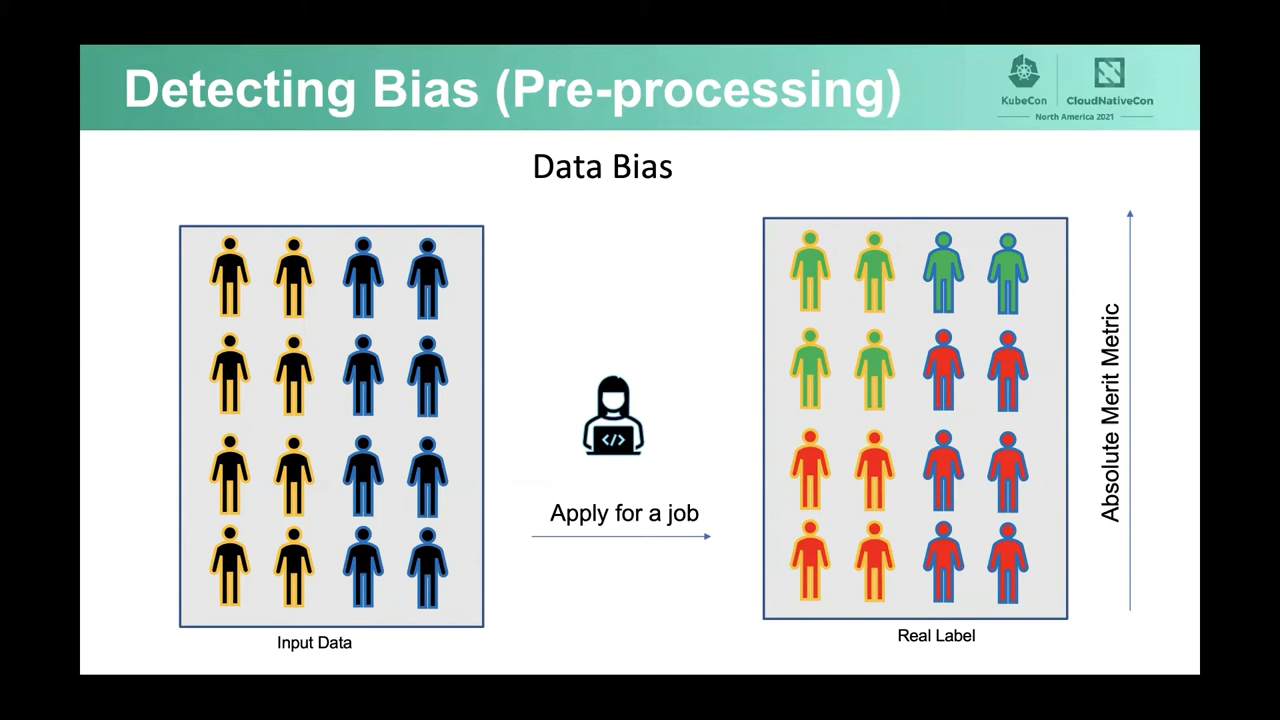 Detecting Bias (Pre-processing)
KubeCon
CloudNativeCon
North America 2021
Data Bias
Absolute Merit Metric
</>
Apply for a job
Input Data
Real Label